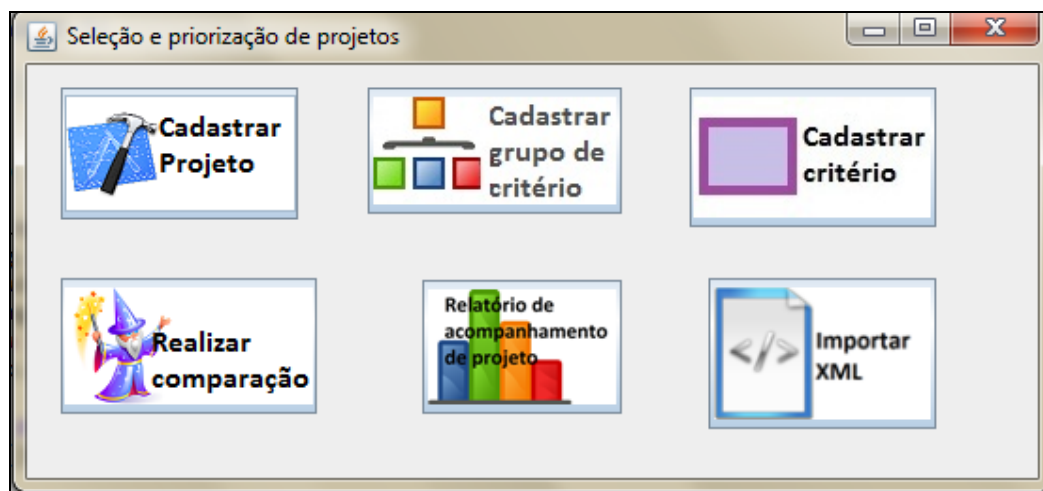 Seleção e priorização de projetos
Cadastrar
Projeto
Cadastrar
grupo de
critério
Cadastrar
critério
Realizar
comparação
Relatório de
acompanhamento
de projeto
</>
Importar
XML